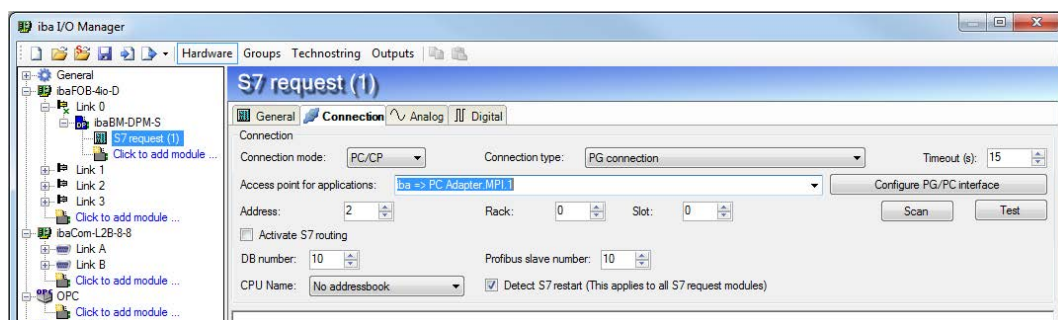 iba I/O Manager
Hardware Groups Technostring Outputs
General
ibaFOB-4io-D
Link 0
ibaBM-DPM-S
S7 request (1)
Click to add module ...
Link 1
Link 2
Link 3
Click to add module ...
ibaCom-L2B-8-8
Link A
Link B
Click to add module ...
OPC
Click to add module ...
S7 request (1)
General Connection Analog Digital
Connection
Connection mode: PC/CP Connection type: PG connection Timeout (s): 15
Access point for applications: iba => PC Adapter.MPI.1 Configure PG/PC interface
Address: 2 Rack: 0 Slot: 0 Scan Test
Activate S7 routing
DB number: 10 Profibus slave number: 10
CPU Name: No addressbook Detect S7 restart (This applies to all S7 request modules)